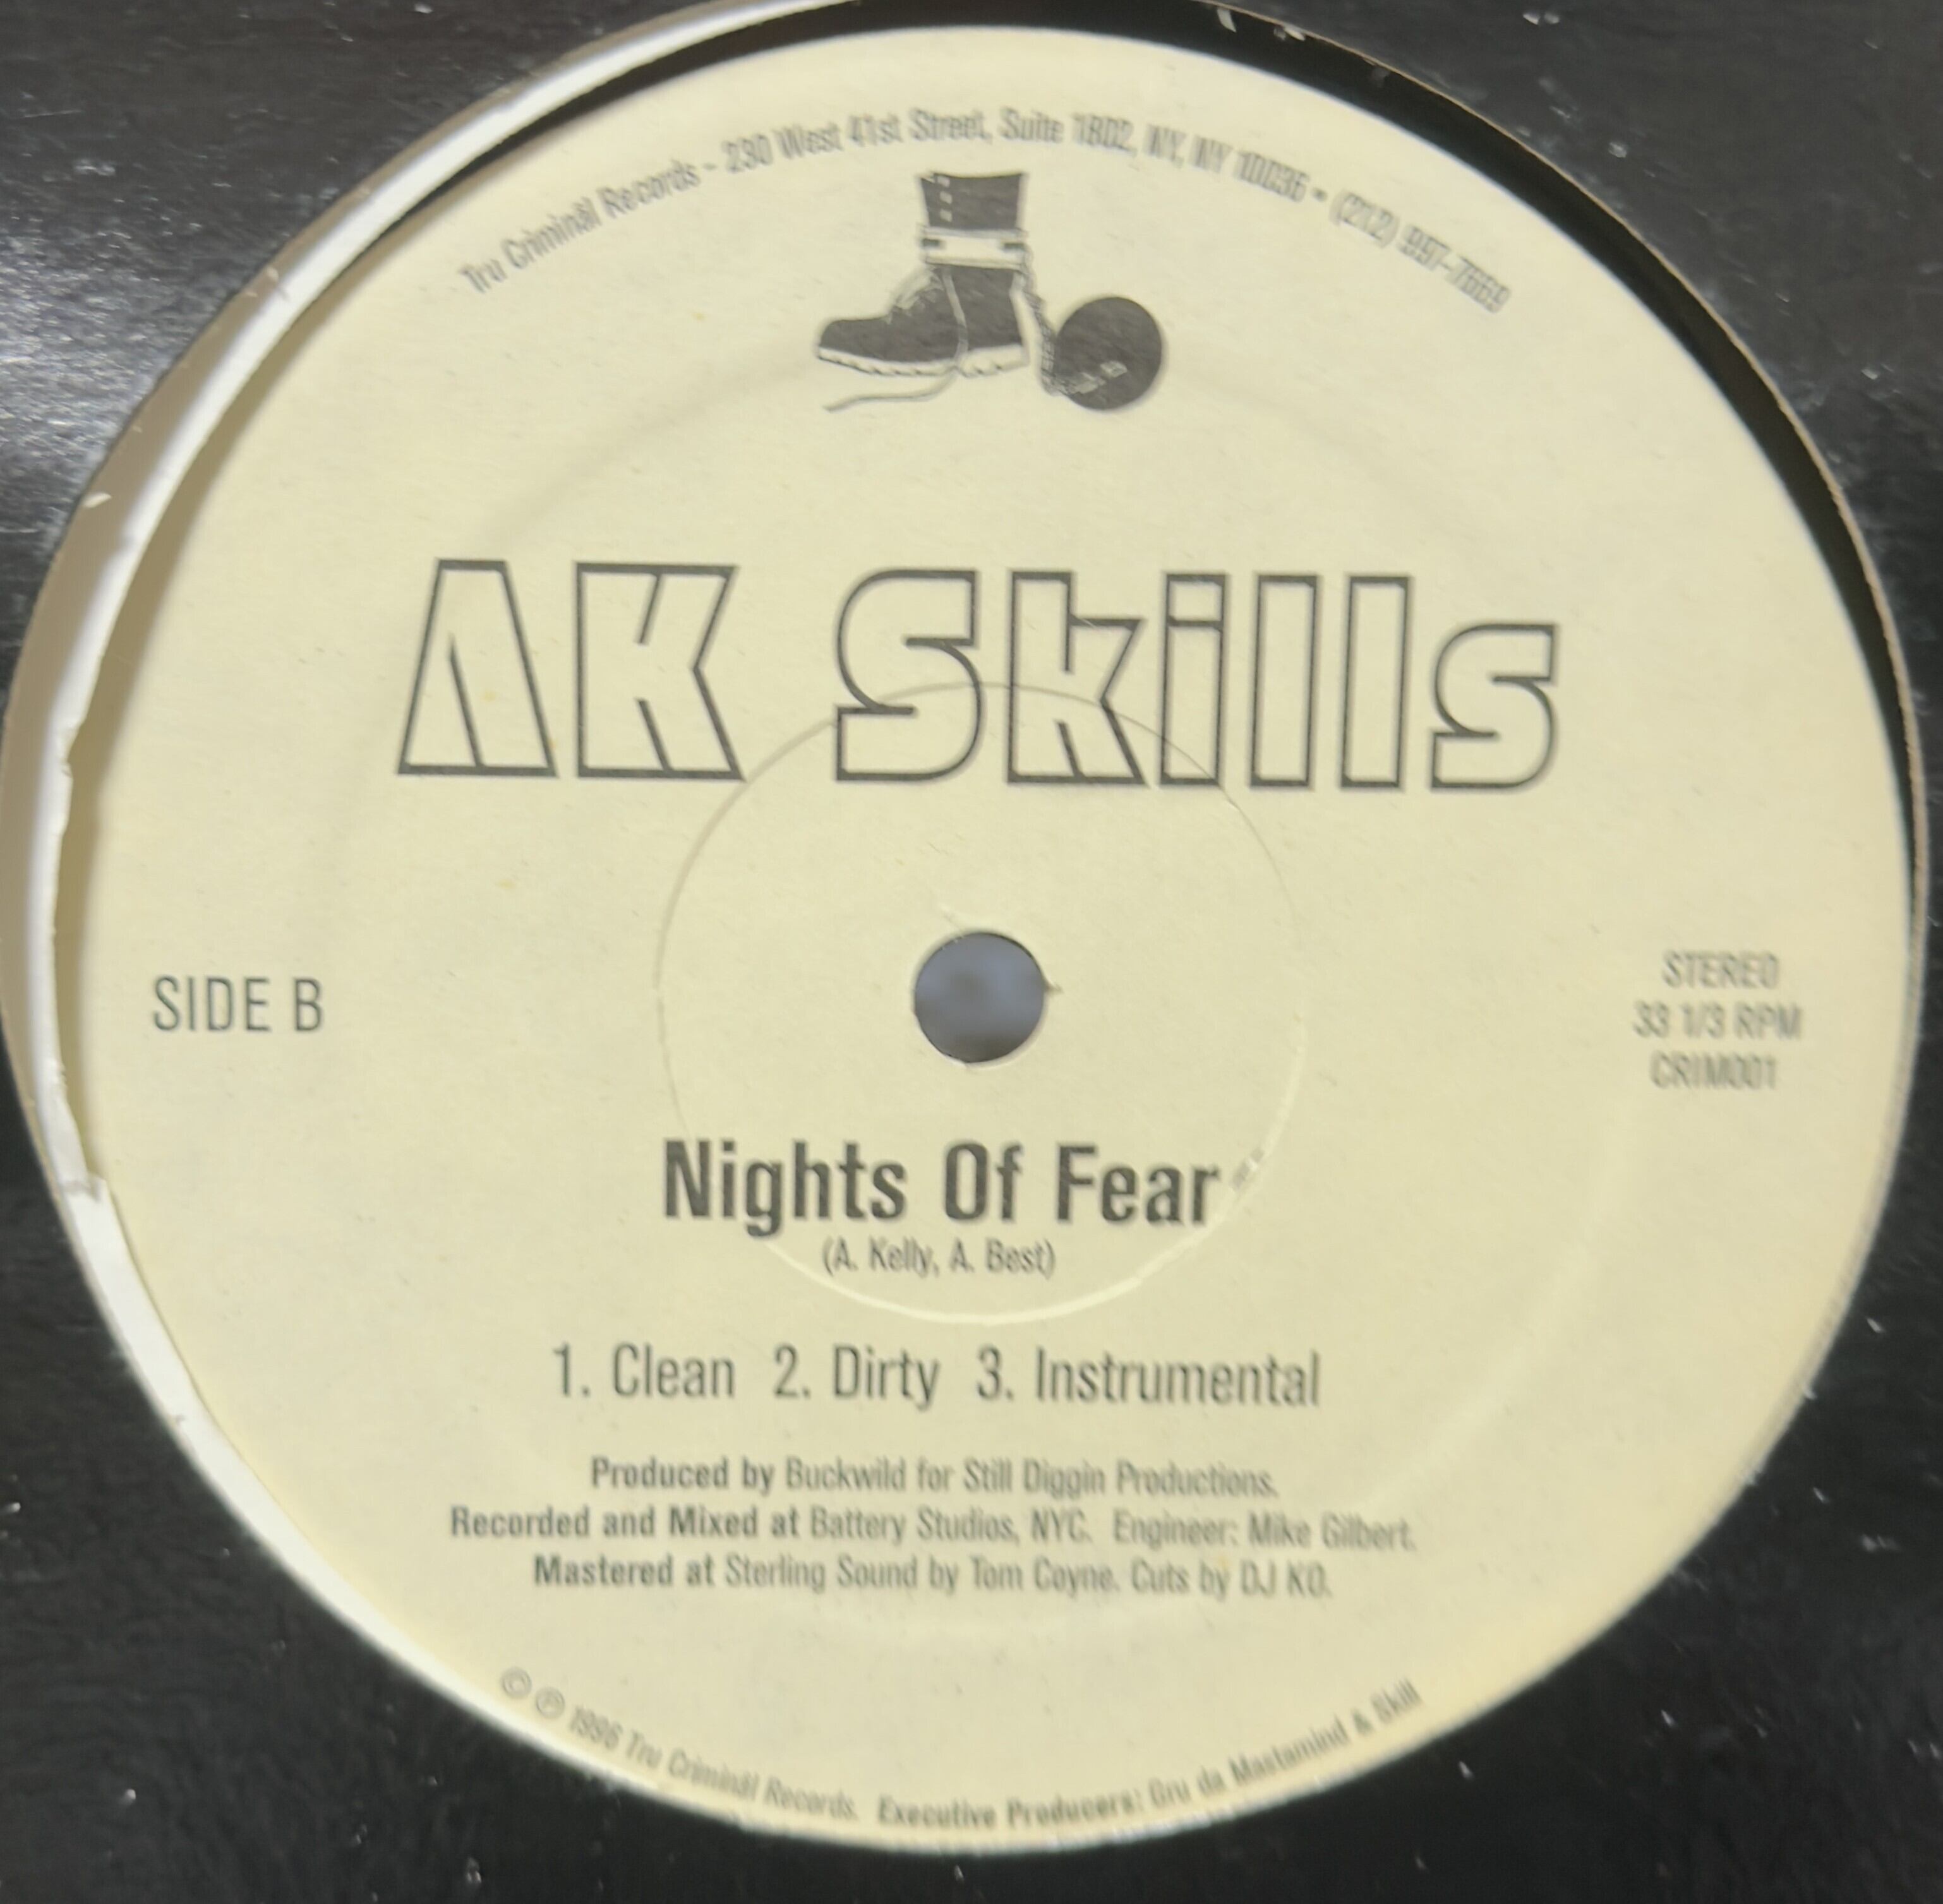 Tru Criminäl Records - 230 West 41st Street, Suite 1802, NY, NY 10036 • (212) 997-7669
AK Skills
SIDE B
STEREO
33 1/3 RPM
CRIM001
Nights Of Fear
(A. Kelly, A. Best)
1. Clean 2. Dirty 3. Instrumental
Produced by Buckwild for Still Diggin Productions.
Recorded and Mixed at Battery Studios, NYC. Engineer: Mike Gilbert.
Mastered at Sterling Sound by Tom Coyne. Cuts by DJ KO.
© ℗ 1996 Tru Criminäl Records. Executive Producers: Gru da Mastamind & Skill